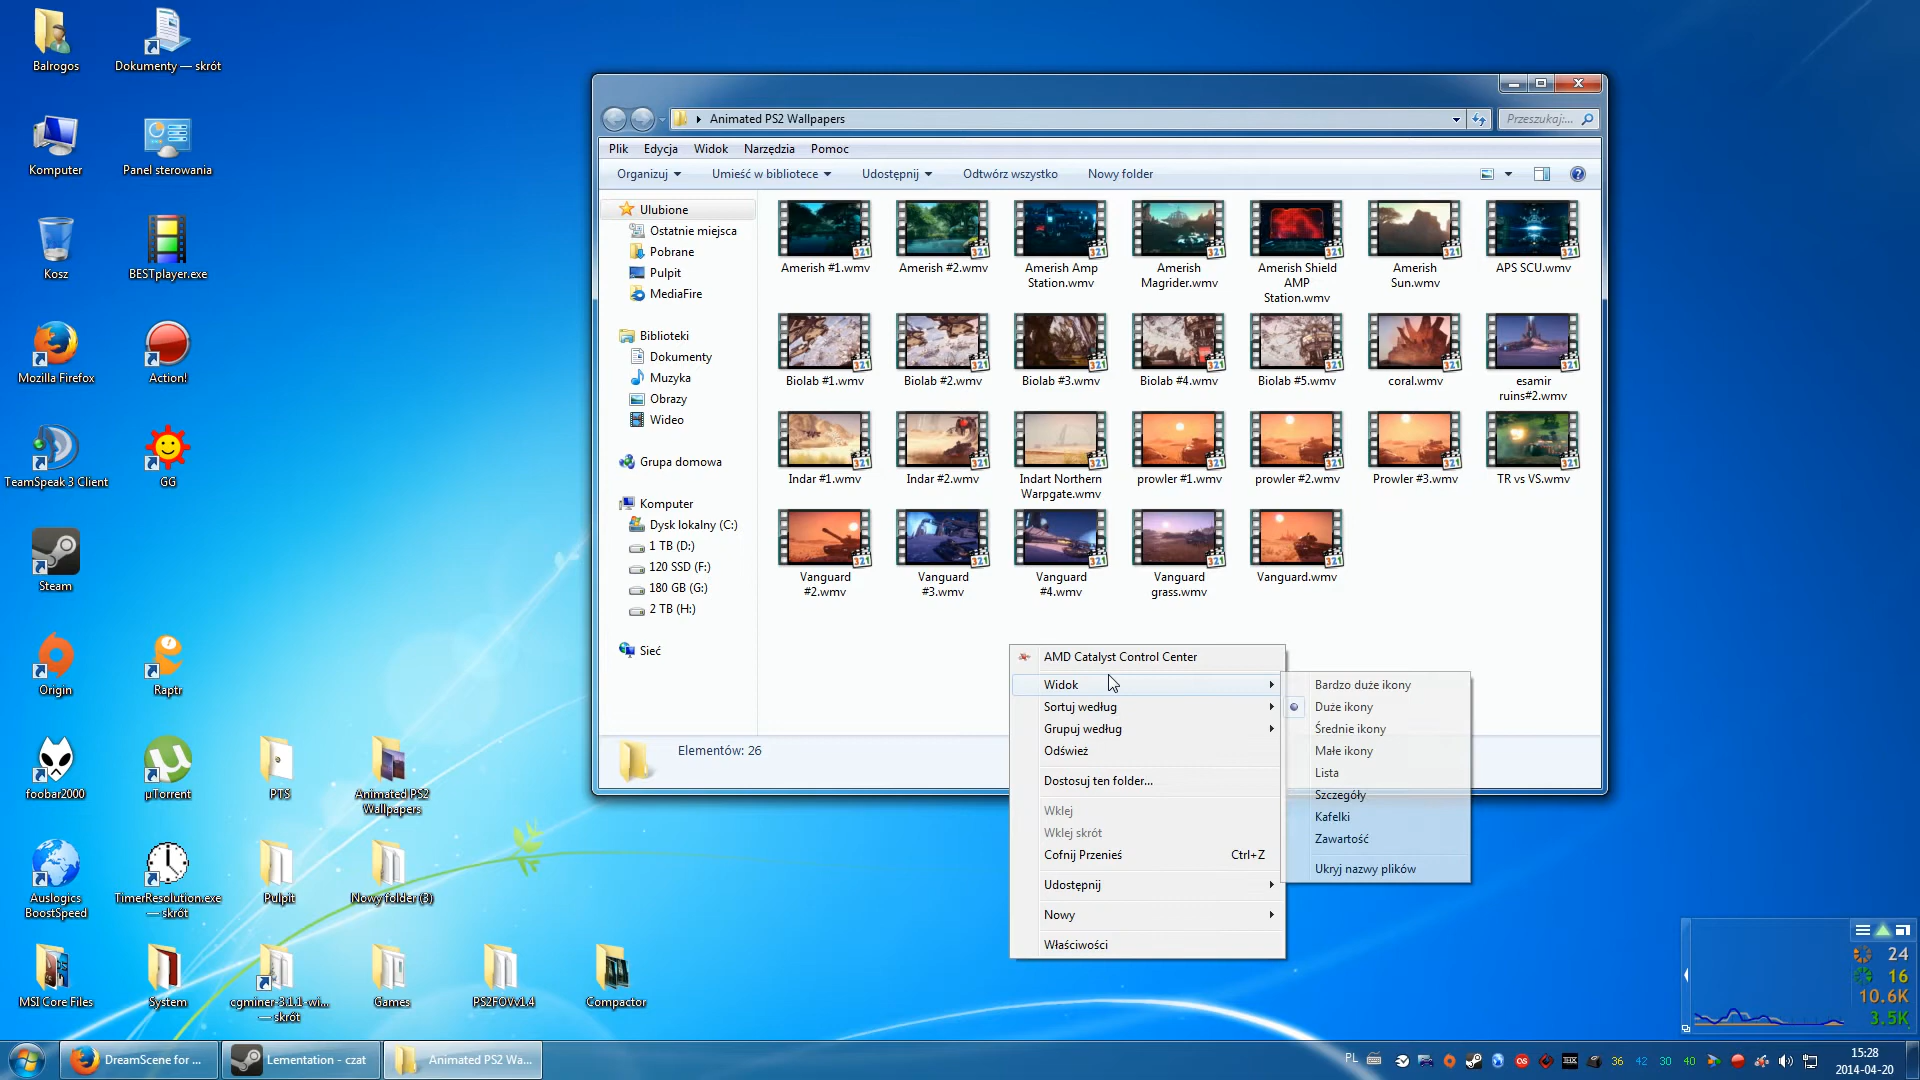 Balrogos
Dokumenty — skrót
Komputer
Panel sterowania
Kosz
BESTplayer.exe
Mozilla Firefox
Action!
TeamSpeak 3 Client
GG
Steam
Origin
Raptr
foobar2000
µTorrent
PTS
Animated PS2
Wallpapers
Auslogics
BoostSpeed
TimerResolution.exe
— skrót
Pulpit
Nowy folder (3)
MSI Core Files
System
cgminer-3.1.1-wi...
— skrót
Games
PS2FOVv1.4
Compactor
Animated PS2 Wallpapers
Przeszukaj:...
Plik Edycja Widok Narzędzia Pomoc
Organizuj Umieść w bibliotece Udostępnij Odtwórz wszystko Nowy folder
Ulubione
Ostatnie miejsca
Pobrane
Pulpit
MediaFire
Biblioteki
Dokumenty
Muzyka
Obrazy
Wideo
Grupa domowa
Komputer
Dysk lokalny (C:)
1 TB (D:)
120 SSD (F:)
180 GB (G:)
2 TB (H:)
Sieć
Amerish #1.wmv
Amerish #2.wmv
Amerish Amp
Station.wmv
Amerish
Magrider.wmv
Amerish Shield
AMP
Station.wmv
Amerish
Sun.wmv
APS SCU.wmv
Biolab #1.wmv
Biolab #2.wmv
Biolab #3.wmv
Biolab #4.wmv
Biolab #5.wmv
coral.wmv
esamir
ruins#2.wmv
Indar #1.wmv
Indar #2.wmv
Indart Northern
Warpgate.wmv
prowler #1.wmv
prowler #2.wmv
Prowler #3.wmv
TR vs VS.wmv
Vanguard
#2.wmv
Vanguard
#3.wmv
Vanguard
#4.wmv
Vanguard
grass.wmv
Vanguard.wmv
Elementów: 26
AMD Catalyst Control Center
Widok
Sortuj według
Grupuj według
Odśwież
Dostosuj ten folder...
Wklej
Wklej skrót
Cofnij Przenieś Ctrl+Z
Udostępnij
Nowy
Właściwości
Bardzo duże ikony
Duże ikony
Średnie ikony
Małe ikony
Lista
Szczegóły
Kafelki
Zawartość
Ukryj nazwy plików
24
16
10.6K
3.5K
DreamScene for ...
Lementation - czat
Animated PS2 Wa...
PL
36 42 30 40
15:28
2014-04-20